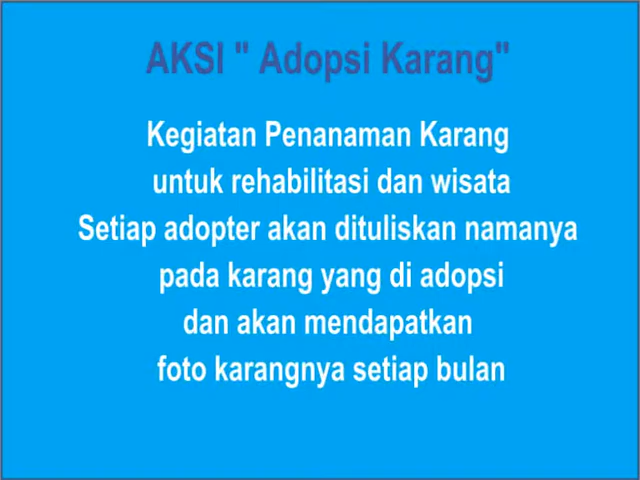 AKSI " Adopsi Karang"
Kegiatan Penanaman Karang
untuk rehabilitasi dan wisata
Setiap adopter akan dituliskan namanya
pada karang yang di adopsi
dan akan mendapatkan
foto karangnya setiap bulan